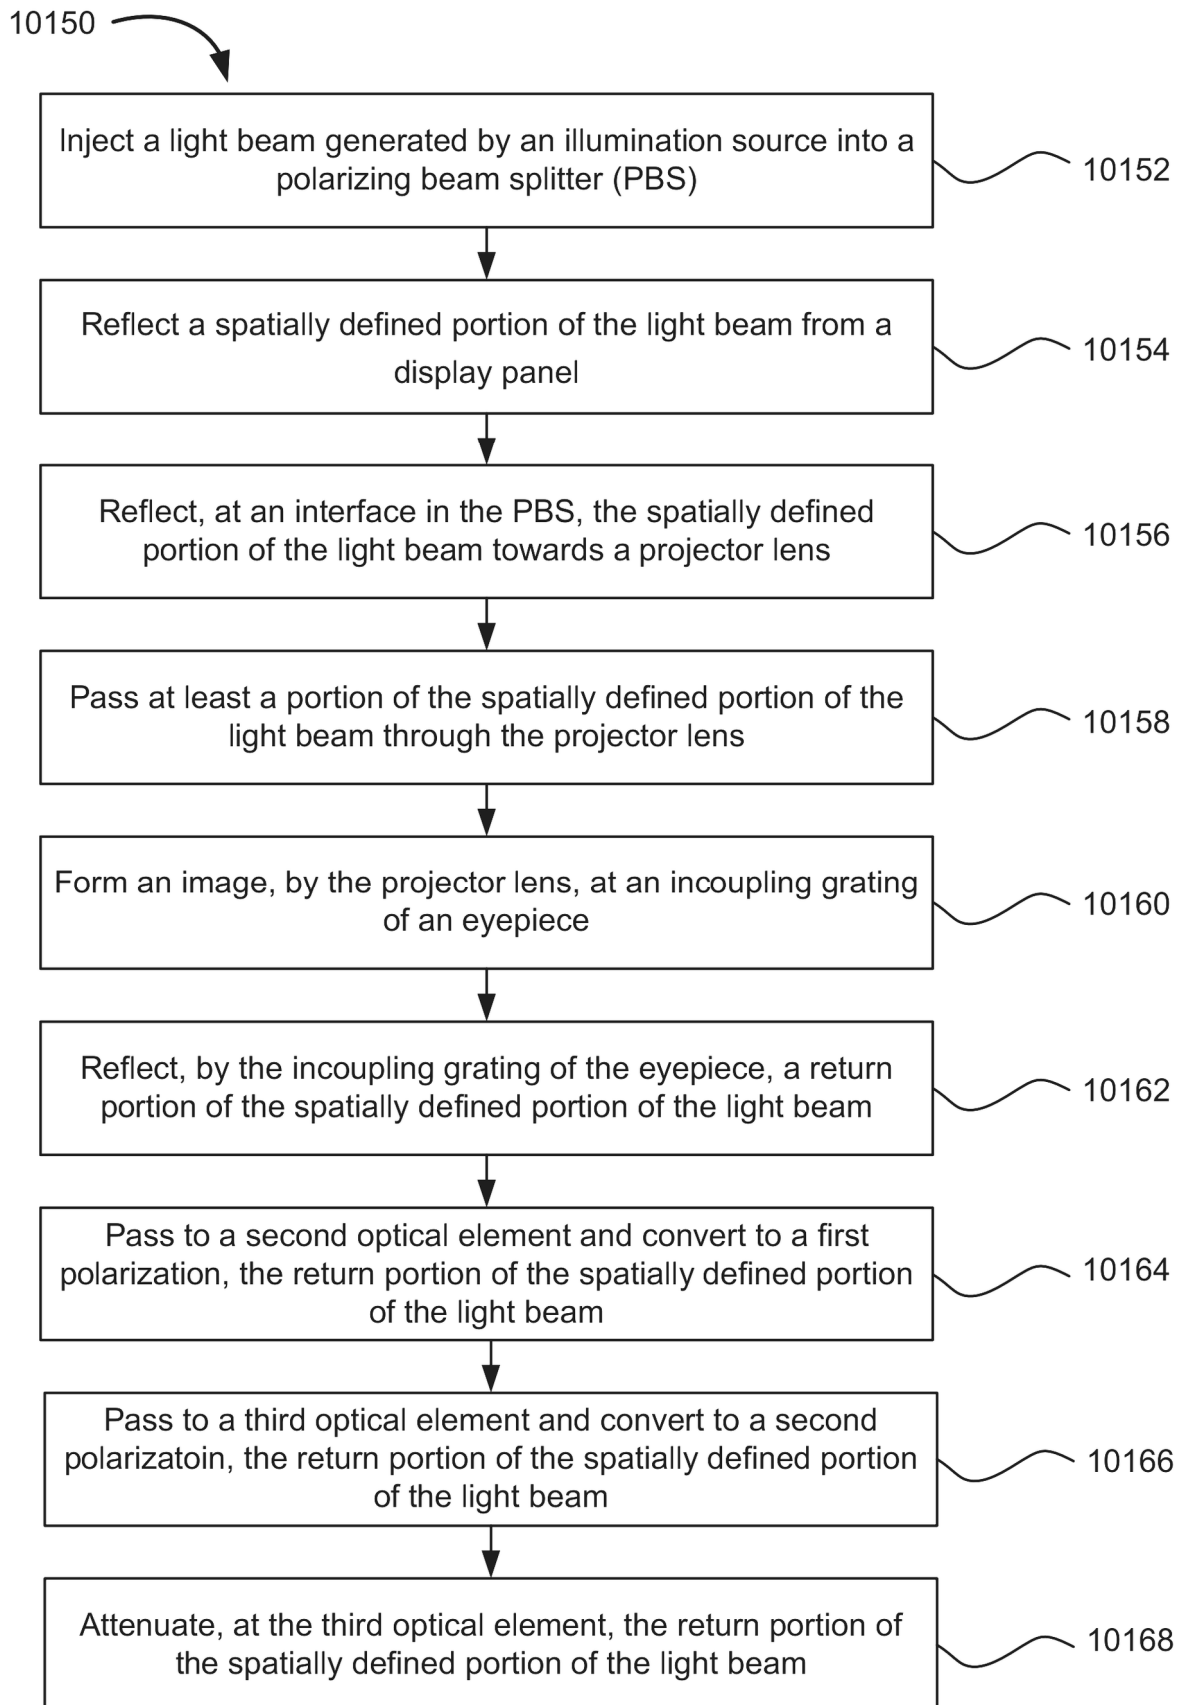 10150
Inject a light beam generated by an illumination source into a
polarizing beam splitter (PBS)
10152
Reflect a spatially defined portion of the light beam from a
display panel
10154
Reflect, at an interface in the PBS, the spatially defined
portion of the light beam towards a projector lens
10156
Pass at least a portion of the spatially defined portion of the
light beam through the projector lens
10158
Form an image, by the projector lens, at an incoupling grating
of an eyepiece
10160
Reflect, by the incoupling grating of the eyepiece, a return
portion of the spatially defined portion of the light beam
10162
Pass to a second optical element and convert to a first
polarization, the return portion of the spatially defined portion
of the light beam
10164
Pass to a third optical element and convert to a second
polarizatoin, the return portion of the spatially defined portion
of the light beam
10166
Attenuate, at the third optical element, the return portion of
the spatially defined portion of the light beam
10168